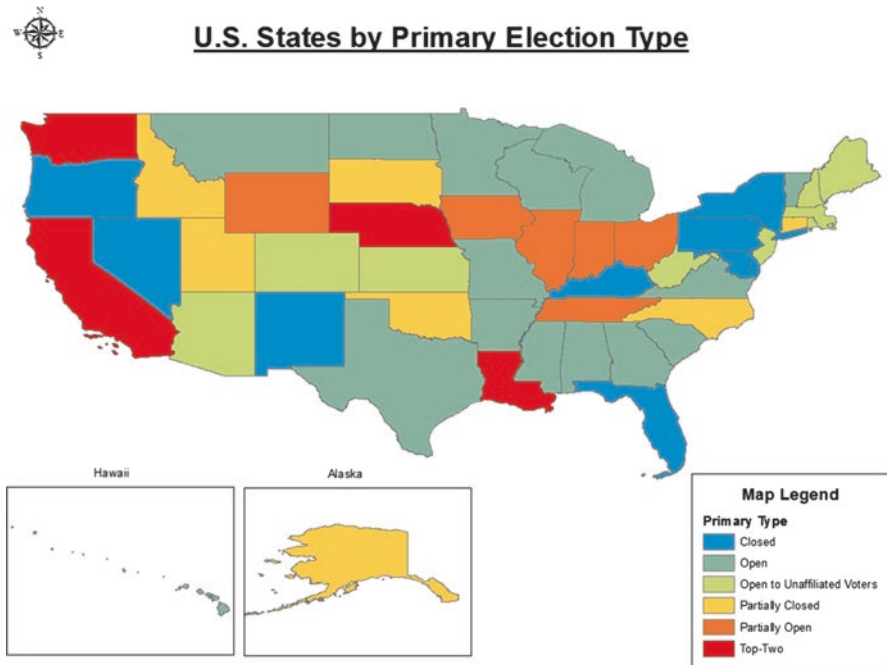 N
W E
S
U.S. States by Primary Election Type
Hawaii
Alaska
Map Legend
Primary Type
Closed
Open
Open to Unaffiliated Voters
Partially Closed
Partially Open
Top-Two